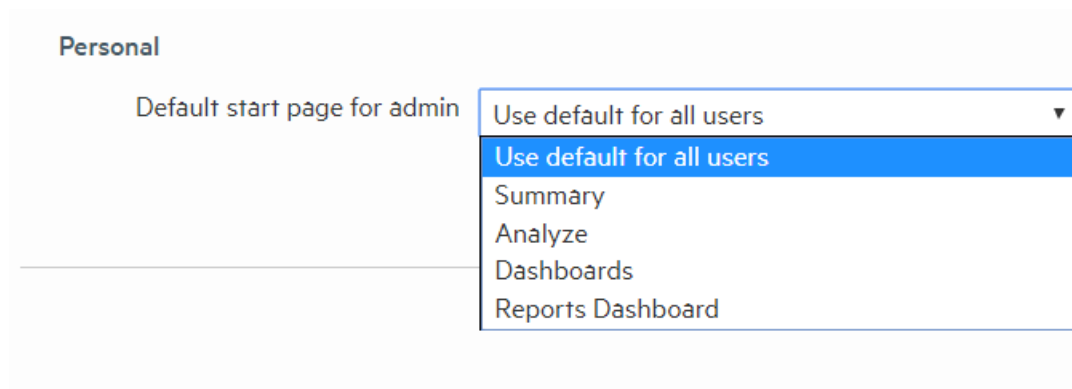 Personal
Default start page for admin
Use default for all users
Use default for all users
Summary
Analyze
Dashboards
Reports Dashboard